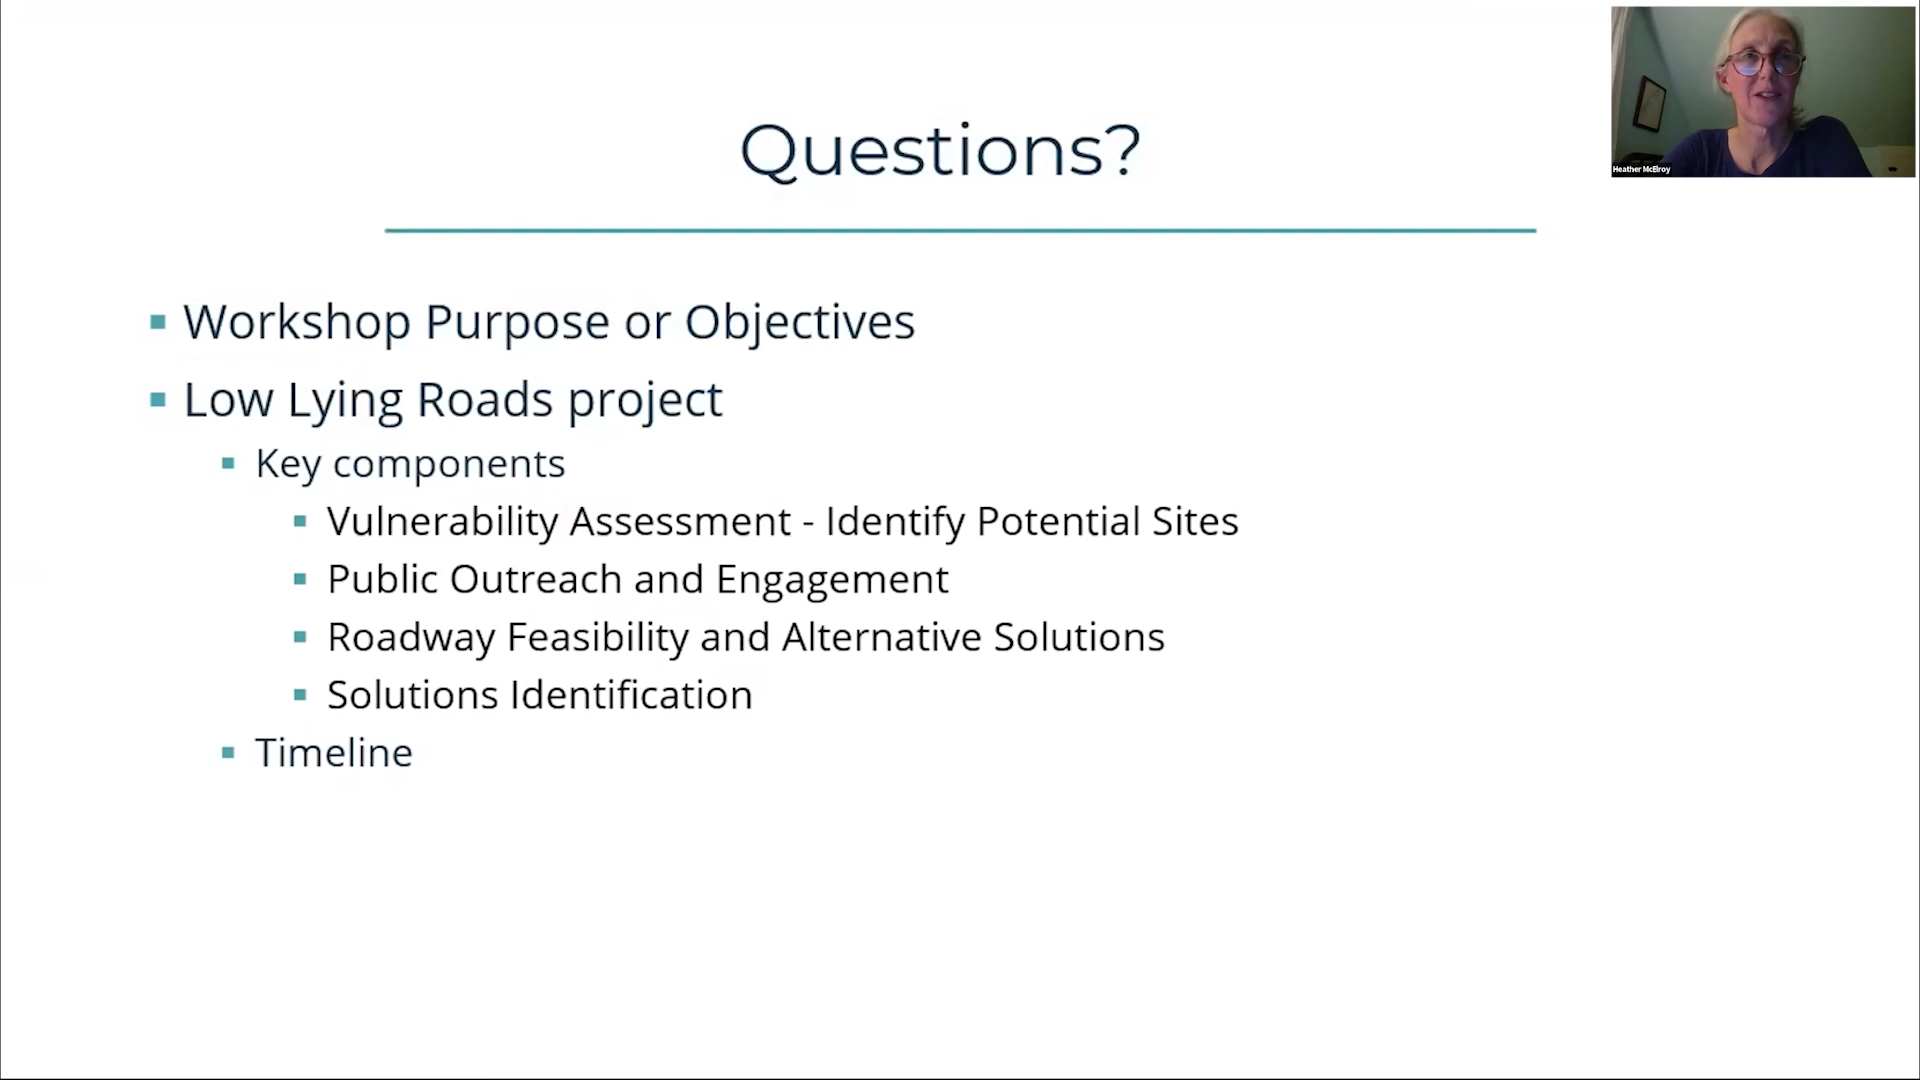 Questions?
Heather McElroy
Workshop Purpose or Objectives
Low Lying Roads project
Key components
Vulnerability Assessment - Identify Potential Sites
Public Outreach and Engagement
Roadway Feasibility and Alternative Solutions
Solutions Identification
Timeline